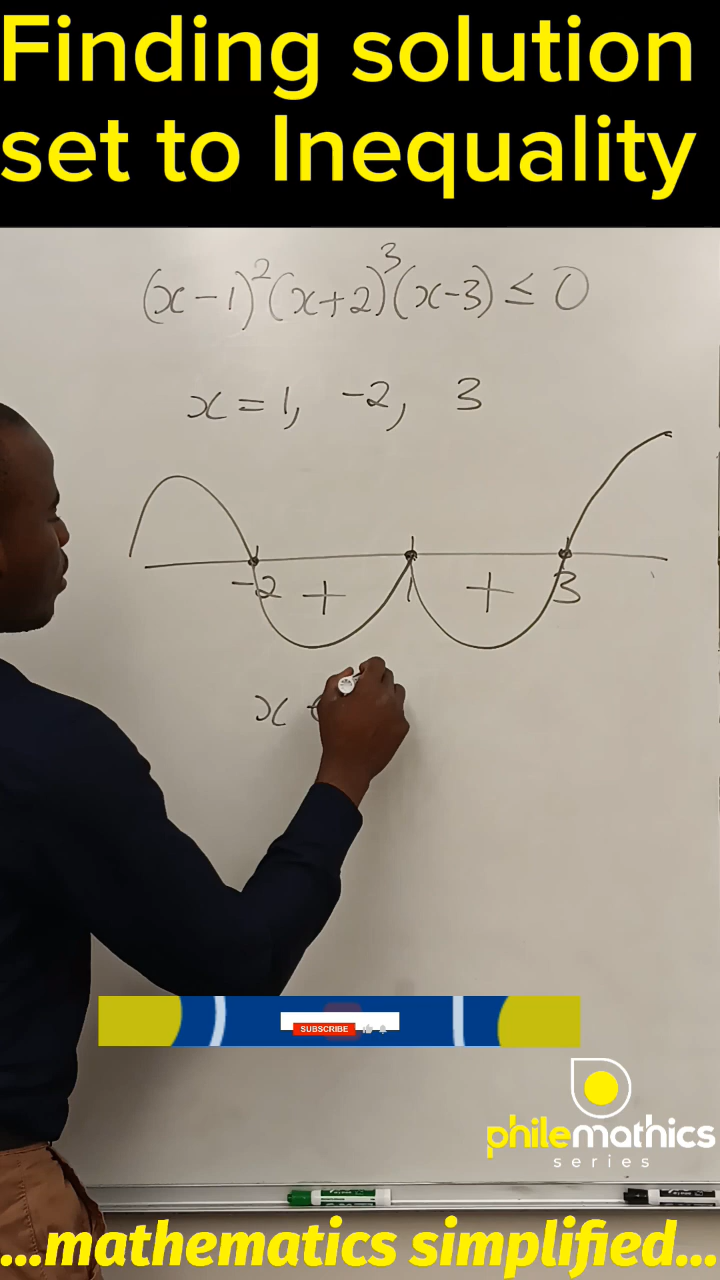 Finding solution
set to Inequality
(x-1)²(x+2)³(x-3) ≤ 0
x = 1, -2, 3
-2 + 1 + 3
x
SUBSCRIBE
philemathics
series
...mathematics simplified...